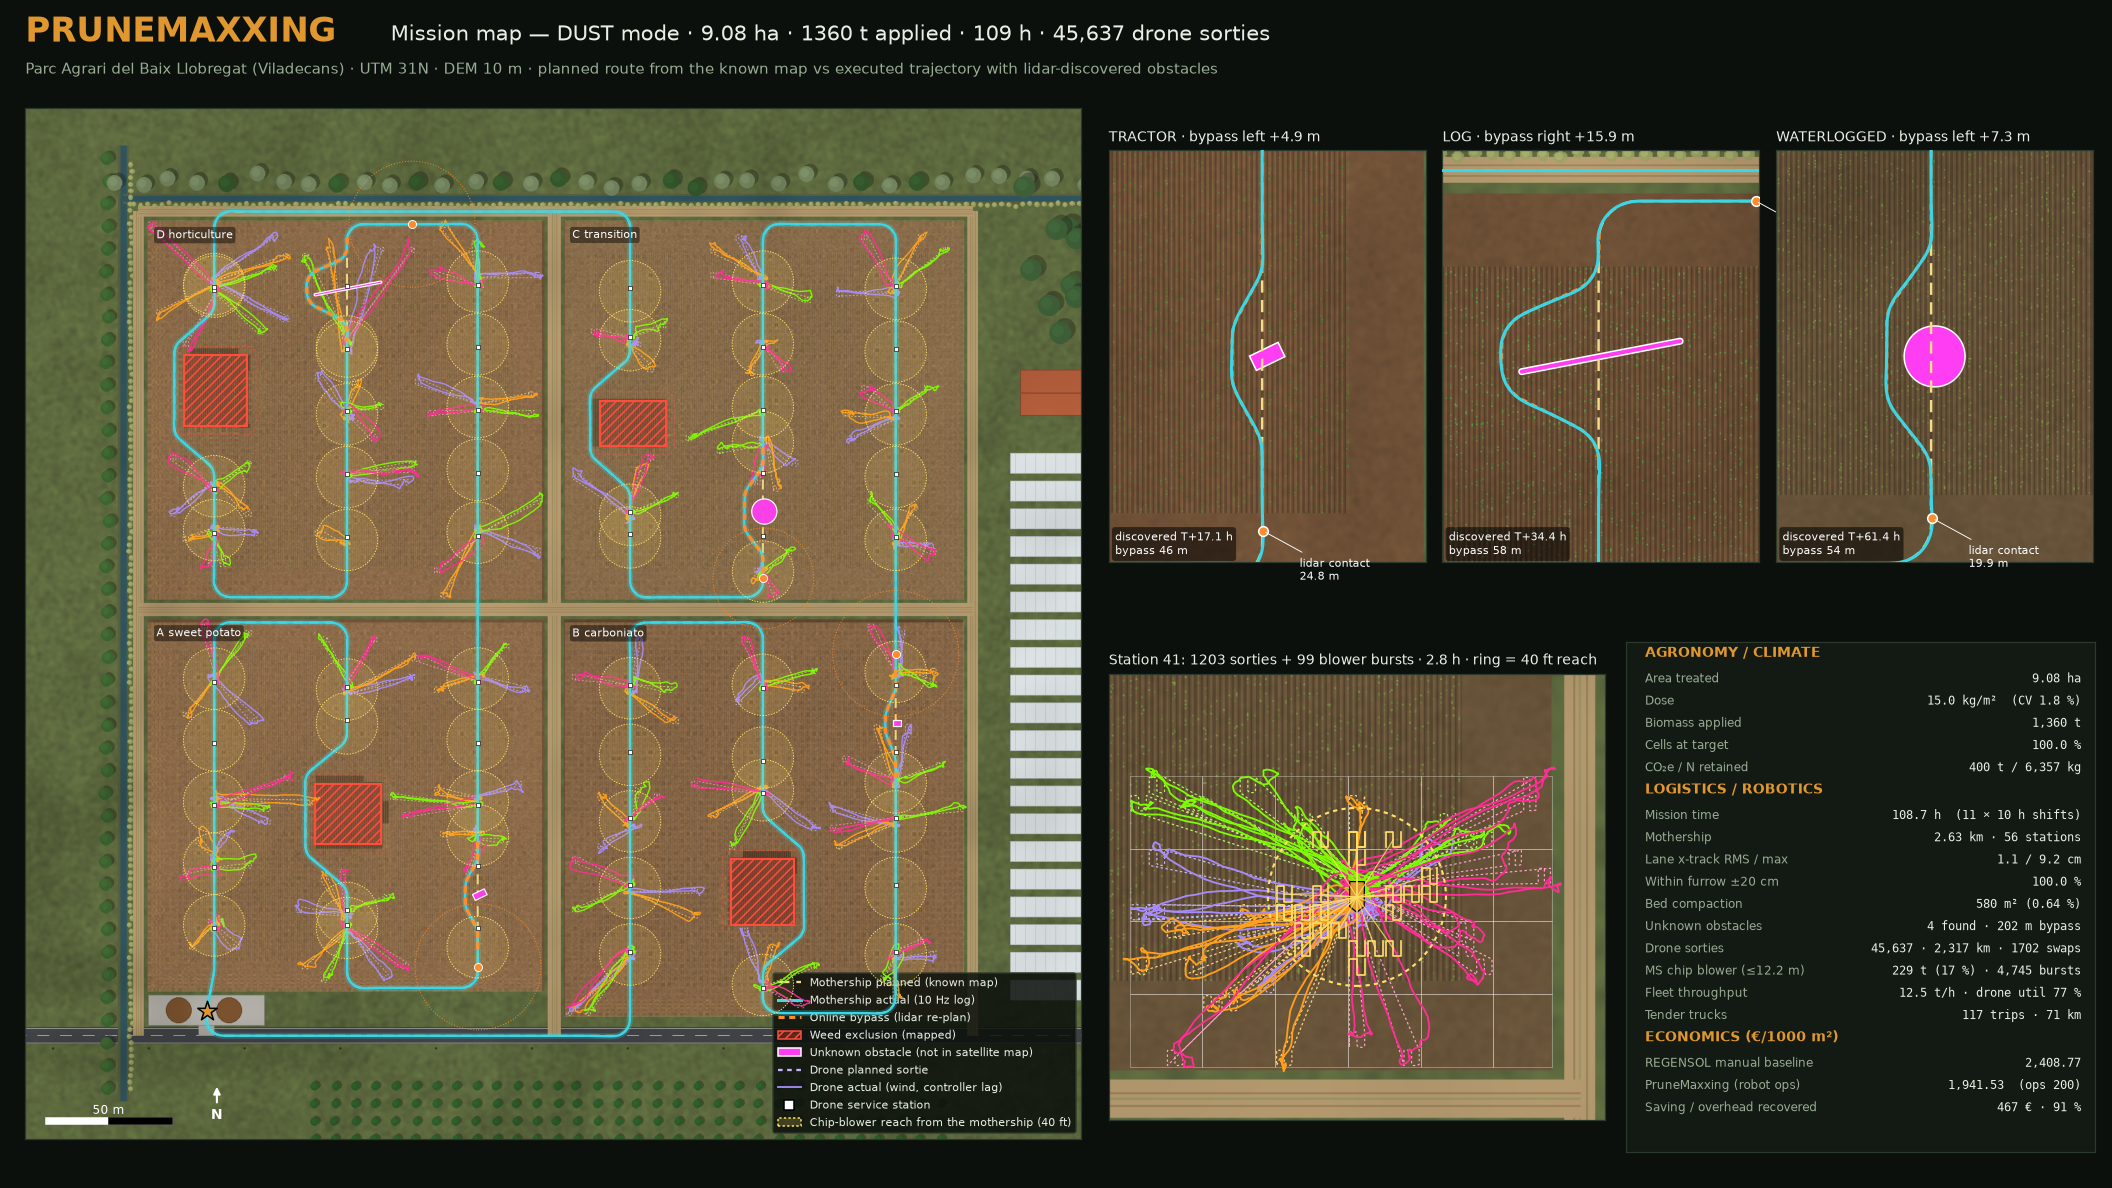 PRUNEMAXXING
Mission map — DUST mode · 9.08 ha · 1360 t applied · 109 h · 45,637 drone sorties
Parc Agrari del Baix Llobregat (Viladecans) · UTM 31N · DEM 10 m · planned route from the known map vs executed trajectory with lidar-discovered obstacles
D horticulture
C transition
A sweet potato
B carboniato
50 m
N
Mothership planned (known map)
Mothership actual (10 Hz log)
Online bypass (lidar re-plan)
Weed exclusion (mapped)
Unknown obstacle (not in satellite map)
Drone planned sortie
Drone actual (wind, controller lag)
Drone service station
Chip-blower reach from the mothership (40 ft)
TRACTOR · bypass left +4.9 m
discovered T+17.1 h
bypass 46 m
lidar contact
24.8 m
LOG · bypass right +15.9 m
discovered T+34.4 h
bypass 58 m
WATERLOGGED · bypass left +7.3 m
discovered T+61.4 h
bypass 54 m
lidar contact
19.9 m
Station 41: 1203 sorties + 99 blower bursts · 2.8 h · ring = 40 ft reach
AGRONOMY / CLIMATE
Area treated 9.08 ha
Dose 15.0 kg/m² (CV 1.8 %)
Biomass applied 1,360 t
Cells at target 100.0 %
CO₂e / N retained 400 t / 6,357 kg
LOGISTICS / ROBOTICS
Mission time 108.7 h (11 × 10 h shifts)
Mothership 2.63 km · 56 stations
Lane x-track RMS / max 1.1 / 9.2 cm
Within furrow ±20 cm 100.0 %
Bed compaction 580 m² (0.64 %)
Unknown obstacles 4 found · 202 m bypass
Drone sorties 45,637 · 2,317 km · 1702 swaps
MS chip blower (≤12.2 m) 229 t (17 %) · 4,745 bursts
Fleet throughput 12.5 t/h · drone util 77 %
Tender trucks 117 trips · 71 km
ECONOMICS (€/1000 m²)
REGENSOL manual baseline 2,408.77
PruneMaxxing (robot ops) 1,941.53 (ops 200)
Saving / overhead recovered 467 € · 91 %